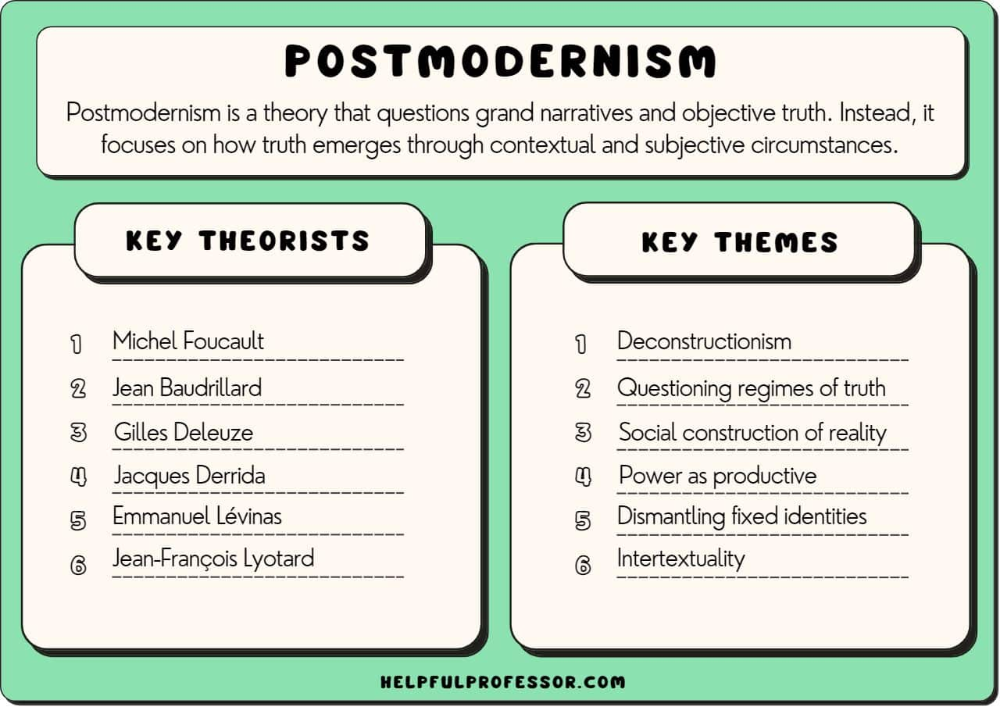 POSTMODERNISM
Postmodernism is a theory that questions grand narratives and objective truth. Instead, it
focuses on how truth emerges through contextual and subjective circumstances.
KEY THEORISTS
1 Michel Foucault
2 Jean Baudrillard
3 Gilles Deleuze
4 Jacques Derrida
5 Emmanuel Lévinas
6 Jean-François Lyotard
KEY THEMES
1 Deconstructionism
2 Questioning regimes of truth
3 Social construction of reality
4 Power as productive
5 Dismantling fixed identities
6 Intertextuality
HELPFULPROFESSOR.COM